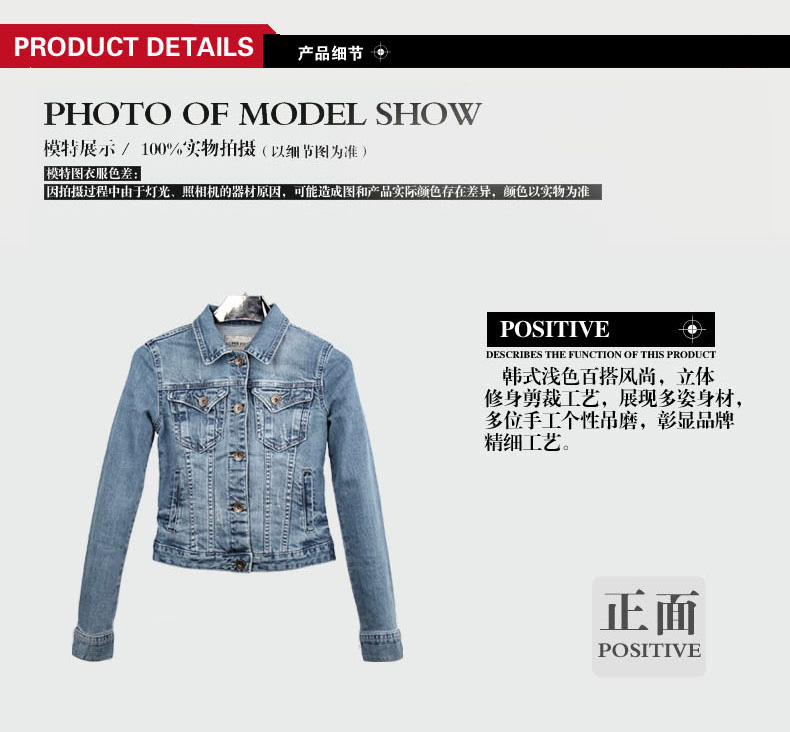 PRODUCT DETAILS
产品细节
PHOTO OF MODEL SHOW
模特展示 / 100%实物拍摄（以细节图为准）
模特图衣服色差：
因拍摄过程中由于灯光、照相机的器材原因，可能造成图和产品实际颜色存在差异，颜色以实物为准
POSITIVE
DESCRIBES THE FUNCTION OF THIS PRODUCT
韩式浅色百搭风尚，立体
修身剪裁工艺，展现多姿身材，
多位手工个性吊磨，彰显品牌
精细工艺。
正面
POSITIVE